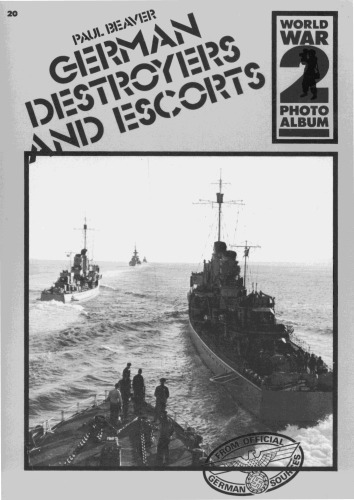 20
PAUL BEAVER
GERMAN
DESTROYERS
AND ESCORTS
WORLD
WAR
2
PHOTO
ALBUM
FROM OFFICIAL
GERMAN SOURCES